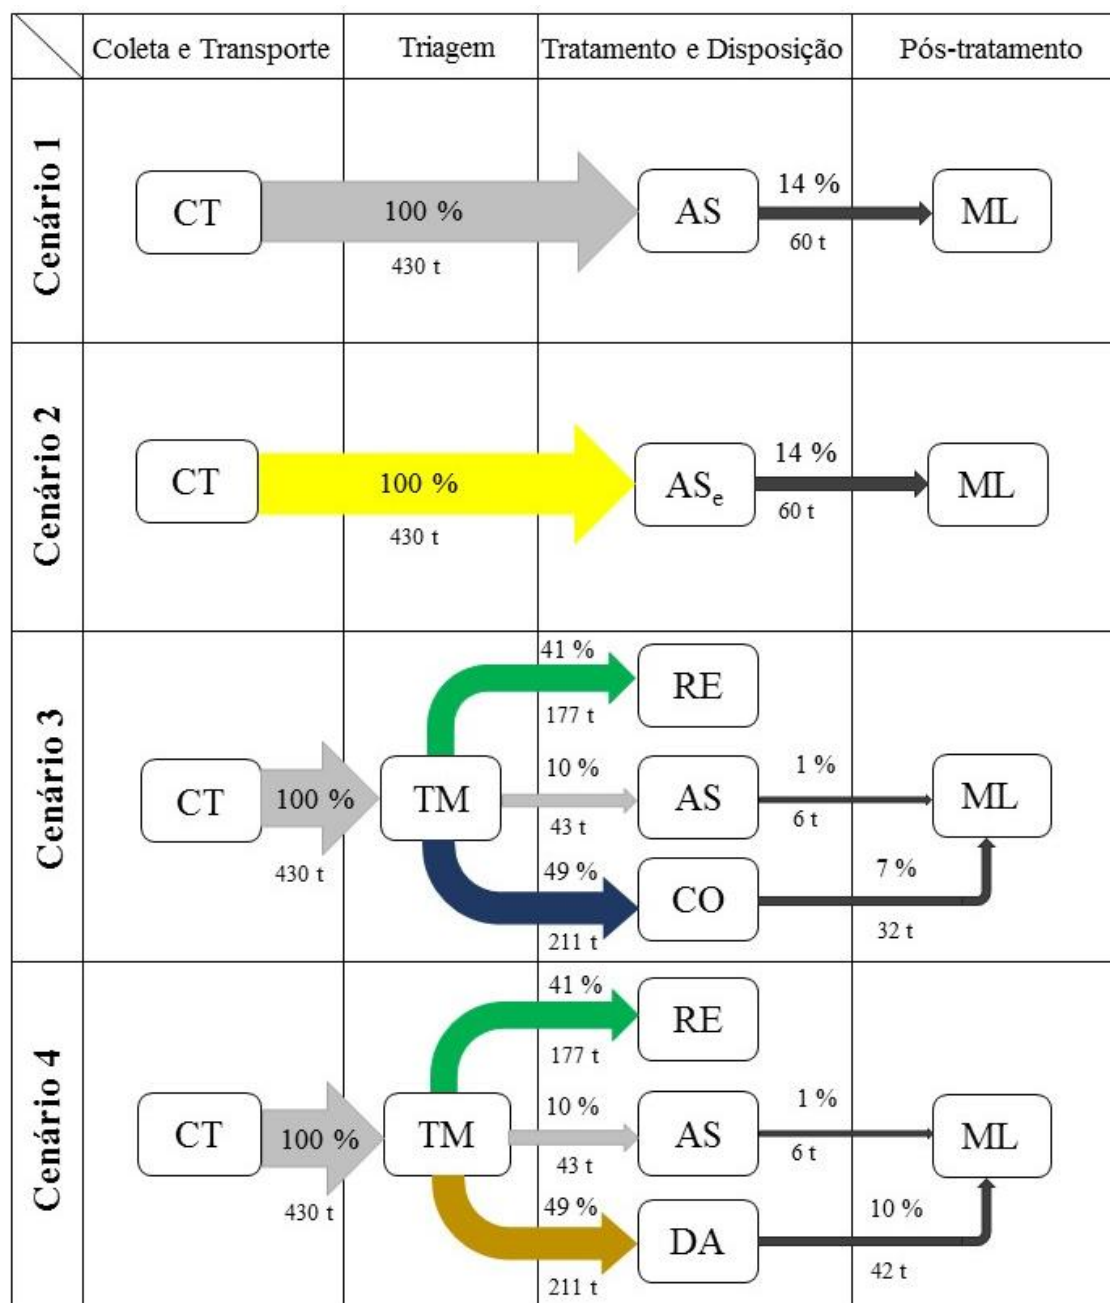 Coleta e Transporte
Triagem
Tratamento e Disposição
Pós-tratamento
Cenário 1
CT
100 %
430 t
AS
14 %
60 t
ML
Cenário 2
CT
100 %
430 t
ASₑ
14 %
60 t
ML
Cenário 3
CT
100 %
430 t
TM
41 %
177 t
RE
10 %
43 t
AS
1 %
6 t
49 %
211 t
CO
7 %
32 t
ML
Cenário 4
CT
100 %
430 t
TM
41 %
177 t
RE
10 %
43 t
AS
1 %
6 t
49 %
211 t
DA
10 %
42 t
ML